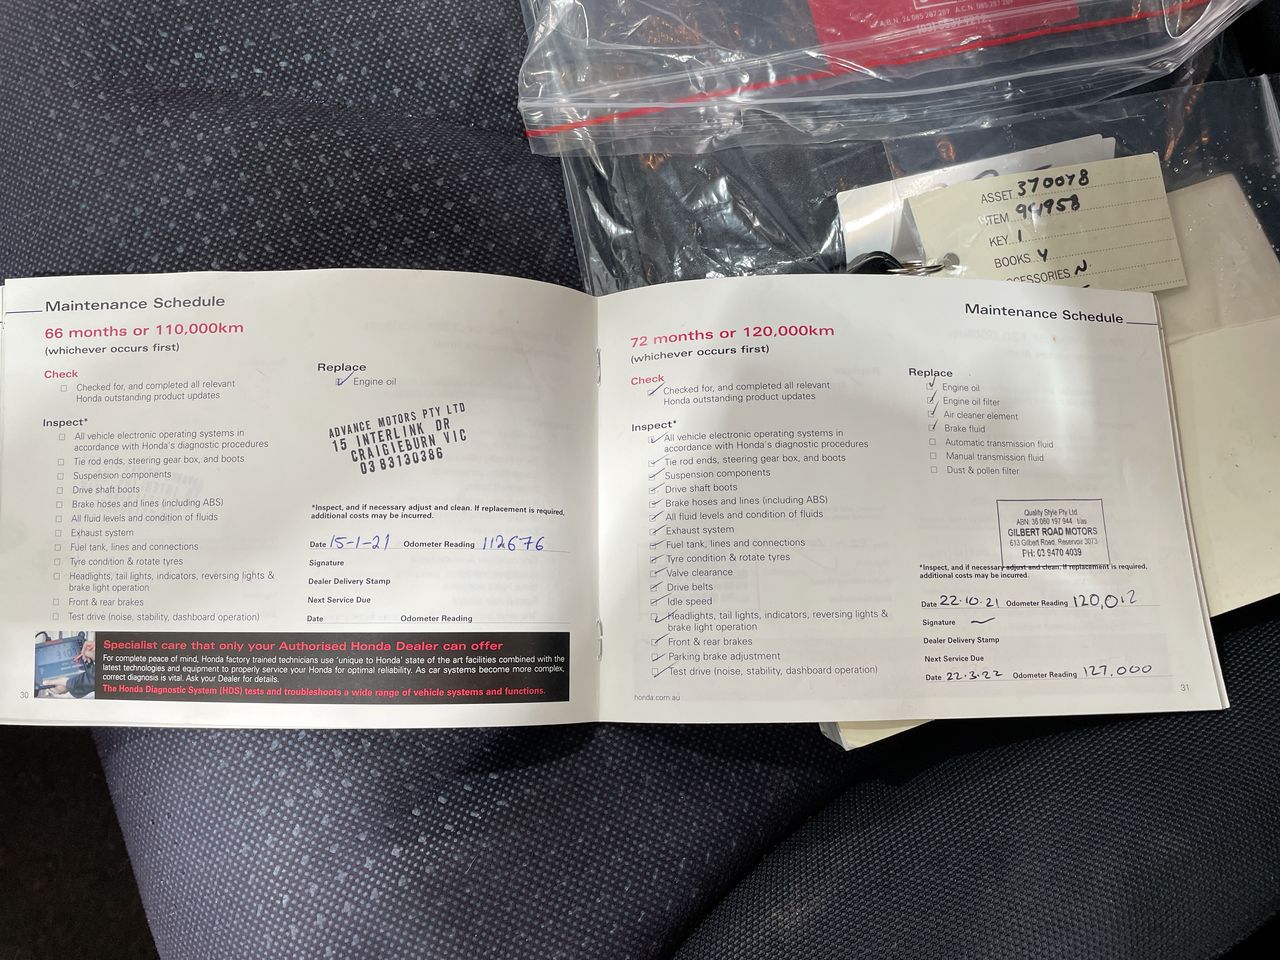 A.B.N. 24 085 287 209 A.C.N. 085 287 209
ASSET 370078
ITEM 94958
KEY 1
BOOKS Y
ACCESSORIES N
Maintenance Schedule
66 months or 110,000km
(whichever occurs first)
Check
Checked for, and completed all relevant
Honda outstanding product updates
Inspect*
All vehicle electronic operating systems in
accordance with Honda's diagnostic procedures
Tie rod ends, steering gear box, and boots
Suspension components
Drive shaft boots
Brake hoses and lines (including ABS)
All fluid levels and condition of fluids
Exhaust system
Fuel tank, lines and connections
Tyre condition & rotate tyres
Headlights, tail lights, indicators, reversing lights &
brake light operation
Front & rear brakes
Test drive (noise, stability, dashboard operation)
Replace
Engine oil
ADVANCE MOTORS PTY LTD
15 INTERLINK DR
CRAIGIEBURN VIC
03 83130386
*Inspect, and if necessary adjust and clean. If replacement is required,
additional costs may be incurred.
Date 15-1-21 Odometer Reading 112676
Signature
Dealer Delivery Stamp
Next Service Due
Date Odometer Reading
Specialist care that only your Authorised Honda Dealer can offer
For complete peace of mind, Honda factory trained technicians use 'unique to Honda' state of the art facilities combined with the
latest technologies and equipment to properly service your Honda for optimal reliability. As car systems become more complex,
correct diagnosis is vital. Ask your Dealer for details.
The Honda Diagnostic System (HDS) tests and troubleshoots a wide range of vehicle systems and functions.
30
Maintenance Schedule
72 months or 120,000km
(whichever occurs first)
Check
Checked for, and completed all relevant
Honda outstanding product updates
Inspect*
All vehicle electronic operating systems in
accordance with Honda's diagnostic procedures
Tie rod ends, steering gear box, and boots
Suspension components
Drive shaft boots
Brake hoses and lines (including ABS)
All fluid levels and condition of fluids
Exhaust system
Fuel tank, lines and connections
Tyre condition & rotate tyres
Valve clearance
Drive belts
Idle speed
Headlights, tail lights, indicators, reversing lights &
brake light operation
Front & rear brakes
Parking brake adjustment
Test drive (noise, stability, dashboard operation)
honda.com.au
Replace
Engine oil
Engine oil filter
Air cleaner element
Brake fluid
Automatic transmission fluid
Manual transmission fluid
Dust & pollen filter
Quality Style Pty Ltd
ABN: 36 060 197 944 t/as
GILBERT ROAD MOTORS
613 Gilbert Road, Reservoir 3073
PH: 03 9470 4039
*Inspect, and if necessary adjust and clean. If replacement is required,
additional costs may be incurred.
Date 22.10.21 Odometer Reading 120,012
Signature
Dealer Delivery Stamp
Next Service Due
Date 22.3.22 Odometer Reading 127,000
31